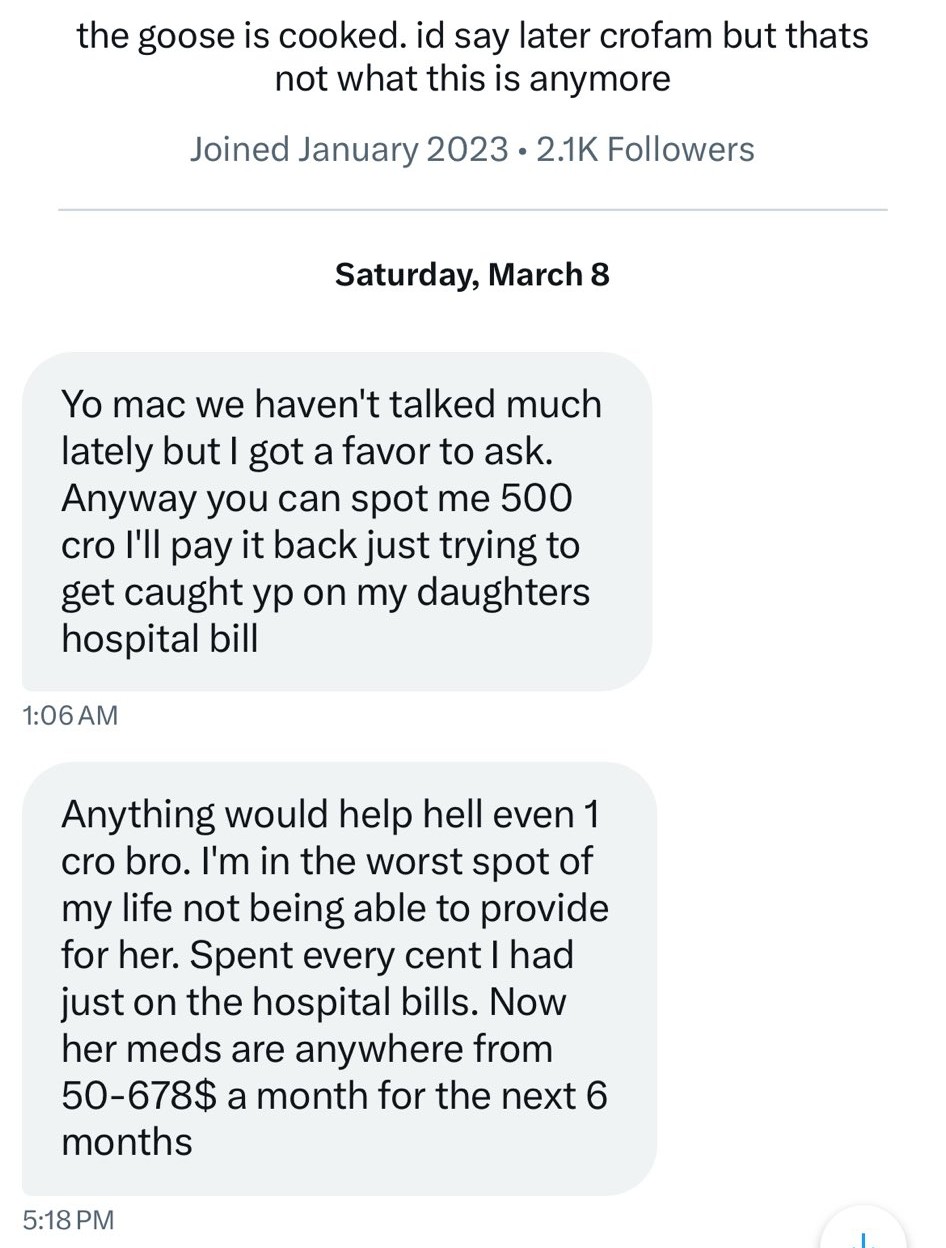 the goose is cooked. id say later crofam but thats
not what this is anymore
Joined January 2023 • 2.1K Followers
Saturday, March 8
Yo mac we haven't talked much
lately but I got a favor to ask.
Anyway you can spot me 500
cro I'll pay it back just trying to
get caught yp on my daughters
hospital bill
1:06 AM
Anything would help hell even 1
cro bro. I'm in the worst spot of
my life not being able to provide
for her. Spent every cent I had
just on the hospital bills. Now
her meds are anywhere from
50-678$ a month for the next 6
months
5:18 PM